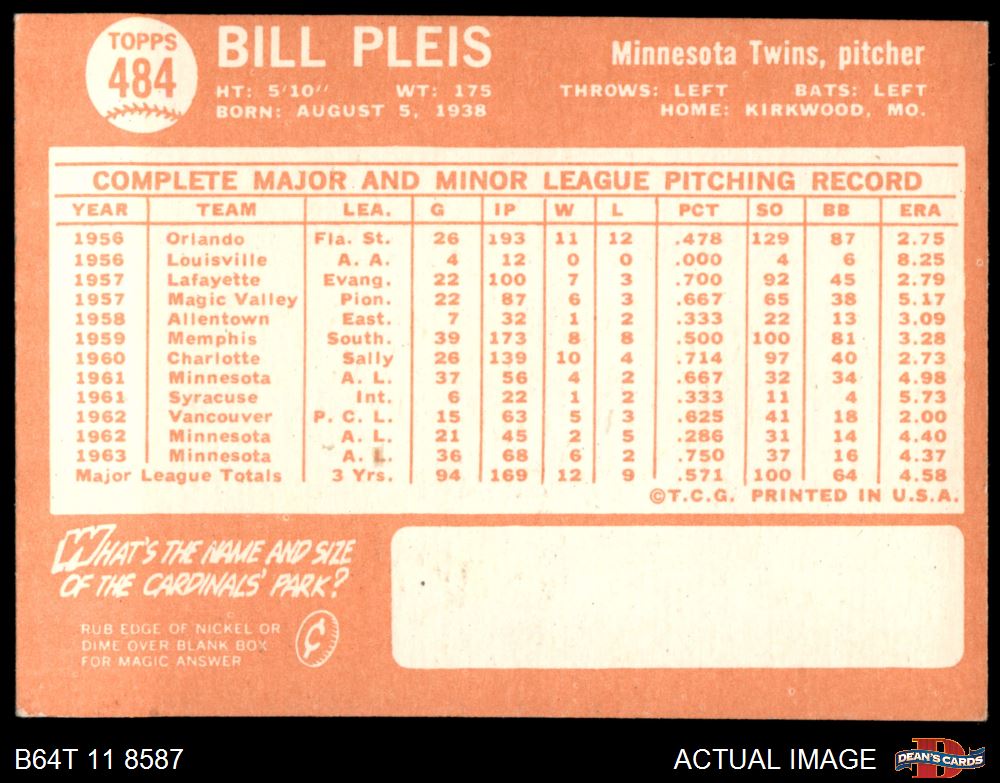 TOPPS
484
BILL PLEIS
Minnesota Twins, pitcher
HT: 5'10" WT: 175
THROWS: LEFT BATS: LEFT
BORN: AUGUST 5, 1938
HOME: KIRKWOOD, MO.
COMPLETE MAJOR AND MINOR LEAGUE PITCHING RECORD
YEAR TEAM LEA. G IP W L PCT SO BB ERA
1956 Orlando Fla. St. 26 193 11 12 .478 129 87 2.75
1956 Louisville A. A. 4 12 0 0 .000 4 6 8.25
1957 Lafayette Evang. 22 100 7 3 .700 92 45 2.79
1957 Magic Valley Pion. 22 87 6 3 .667 65 38 5.17
1958 Allentown East. 7 32 1 2 .333 22 13 3.09
1959 Memphis South. 39 173 8 8 .500 100 81 3.28
1960 Charlotte Sally 26 139 10 4 .714 97 40 2.73
1961 Minnesota A. L. 37 56 4 2 .667 32 34 4.98
1961 Syracuse Int. 6 22 1 2 .333 11 4 5.73
1962 Vancouver P. C. L. 15 63 5 3 .625 41 18 2.00
1962 Minnesota A. L. 21 45 2 5 .286 31 14 4.40
1963 Minnesota A. L. 36 68 6 2 .750 37 16 4.37
Major League Totals 3 Yrs. 94 169 12 9 .571 100 64 4.58
©T.C.G. PRINTED IN U.S.A.
WHAT'S THE NAME AND SIZE
OF THE CARDINALS' PARK?
RUB EDGE OF NICKEL OR
DIME OVER BLANK BOX
FOR MAGIC ANSWER
¢
B64T 11 8587
ACTUAL IMAGE
D
DEAN'S CARDS